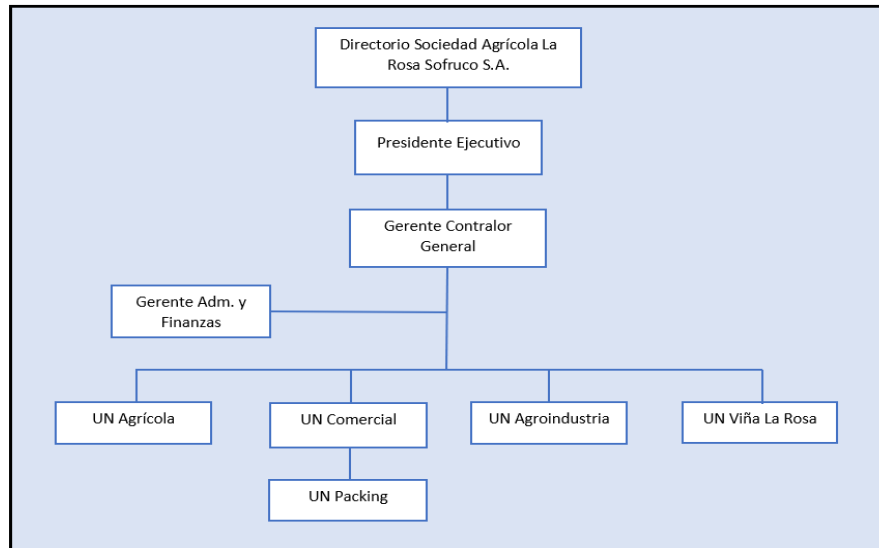 Directorio Sociedad Agrícola La
Rosa Sofruco S.A.
Presidente Ejecutivo
Gerente Contralor
General
Gerente Adm. y
Finanzas
UN Agrícola
UN Comercial
UN Agroindustria
UN Viña La Rosa
UN Packing